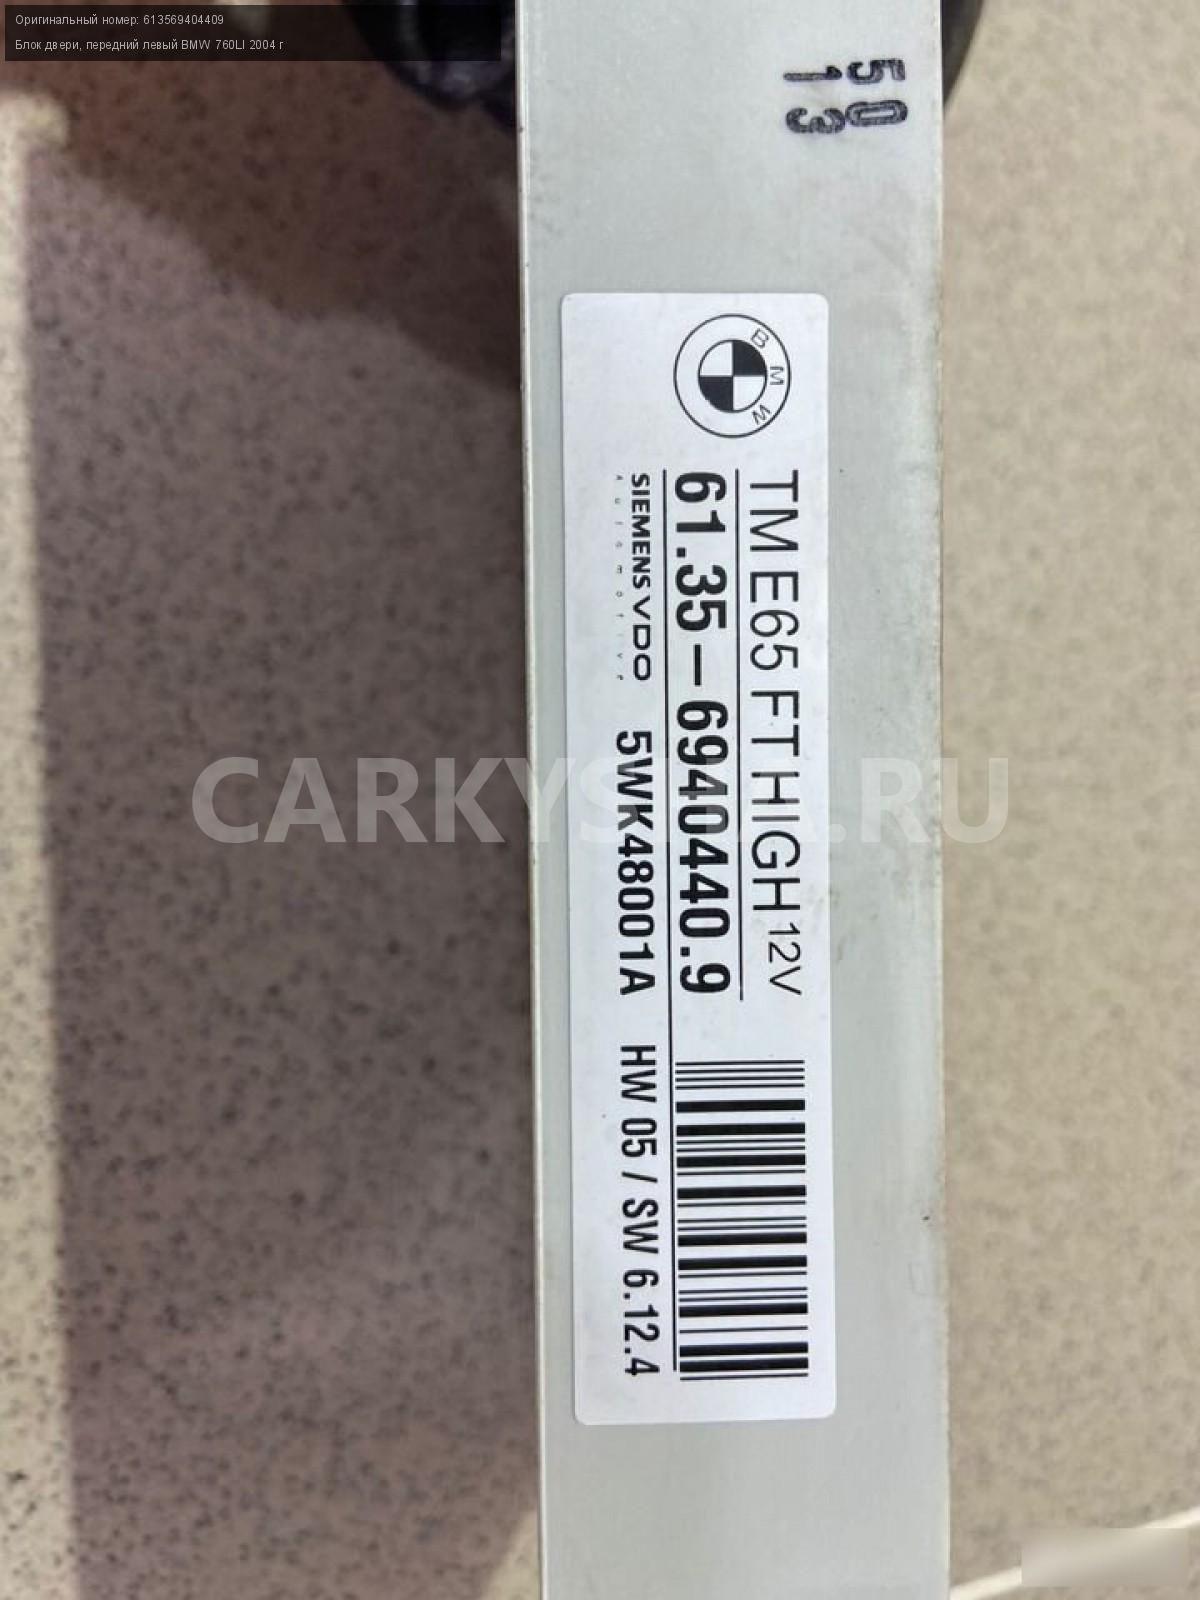 Оригинальный номер: 613569404409
Блок двери, передний левый BMW 760LI 2004 г
50
13
BMW
TM E65 FT HIGH 12V
61.35-6940440.9
SIEMENS VDO
Automotive
5WK48001A HW 05 / SW 6.12.4
CARKYSHA.RU